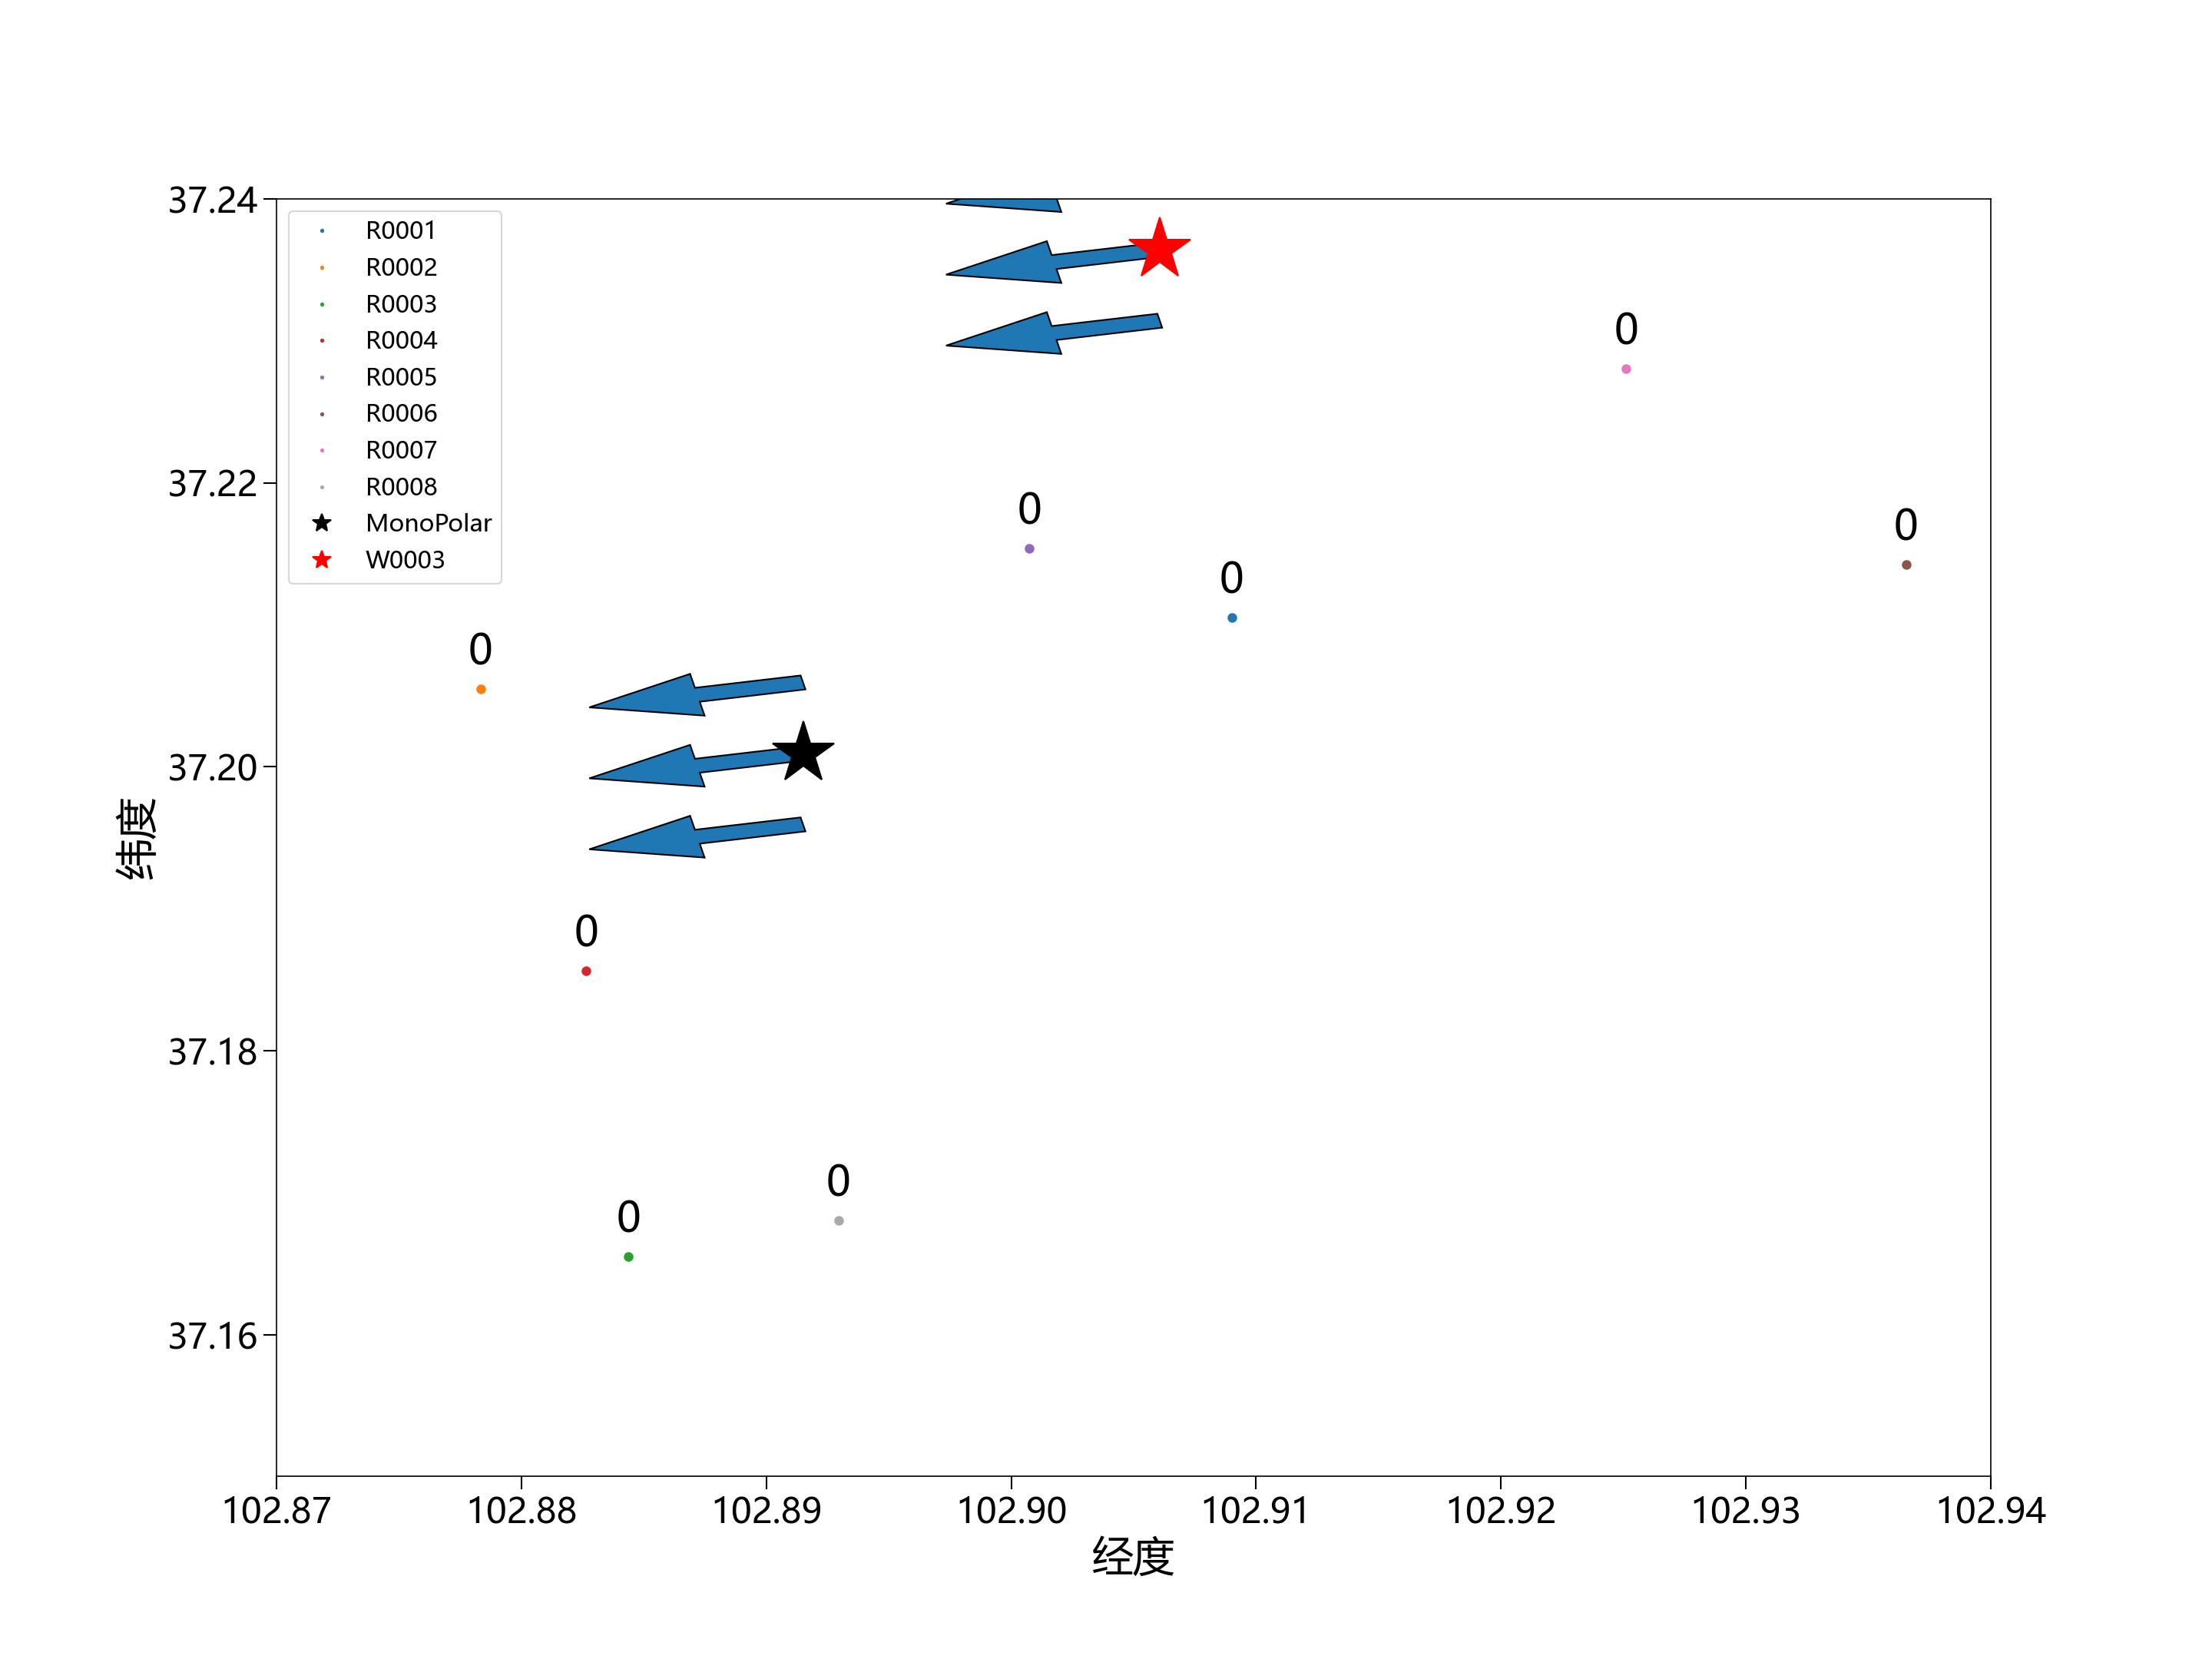 37.24
37.22
37.20
37.18
37.16
纬度
R0001
R0002
R0003
R0004
R0005
R0006
R0007
R0008
MonoPolar
W0003
0
0
0
0
0
0
0
0
102.87 102.88 102.89 102.90 102.91 102.92 102.93 102.94
经度